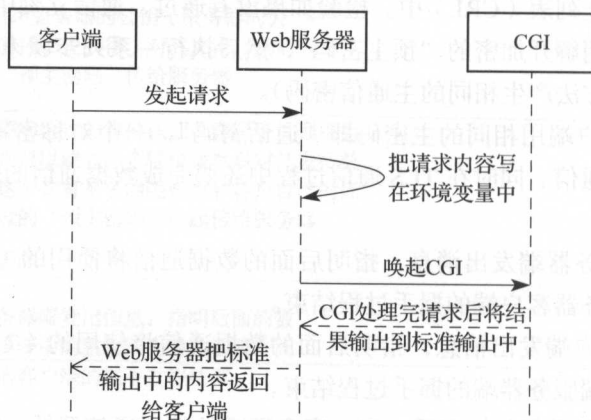 客户端
Web服务器
CGI
发起请求
把请求内容写
在环境变量中
唤起CGI
CGI处理完请求后将结
果输出到标准输出中
Web服务器把标准
输出中的内容返回
给客户端